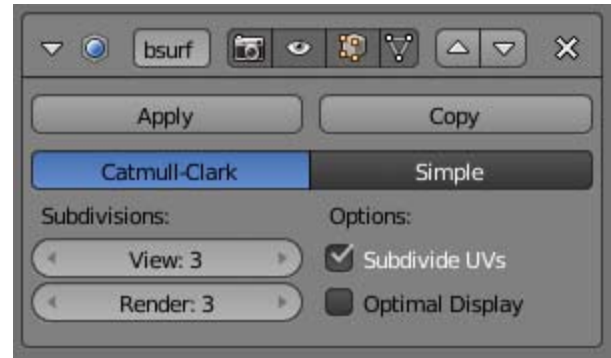 bsurf
Apply Copy
Catmull-Clark Simple
Subdivisions: Options:
View: 3 Subdivide UVs
Render: 3 Optimal Display